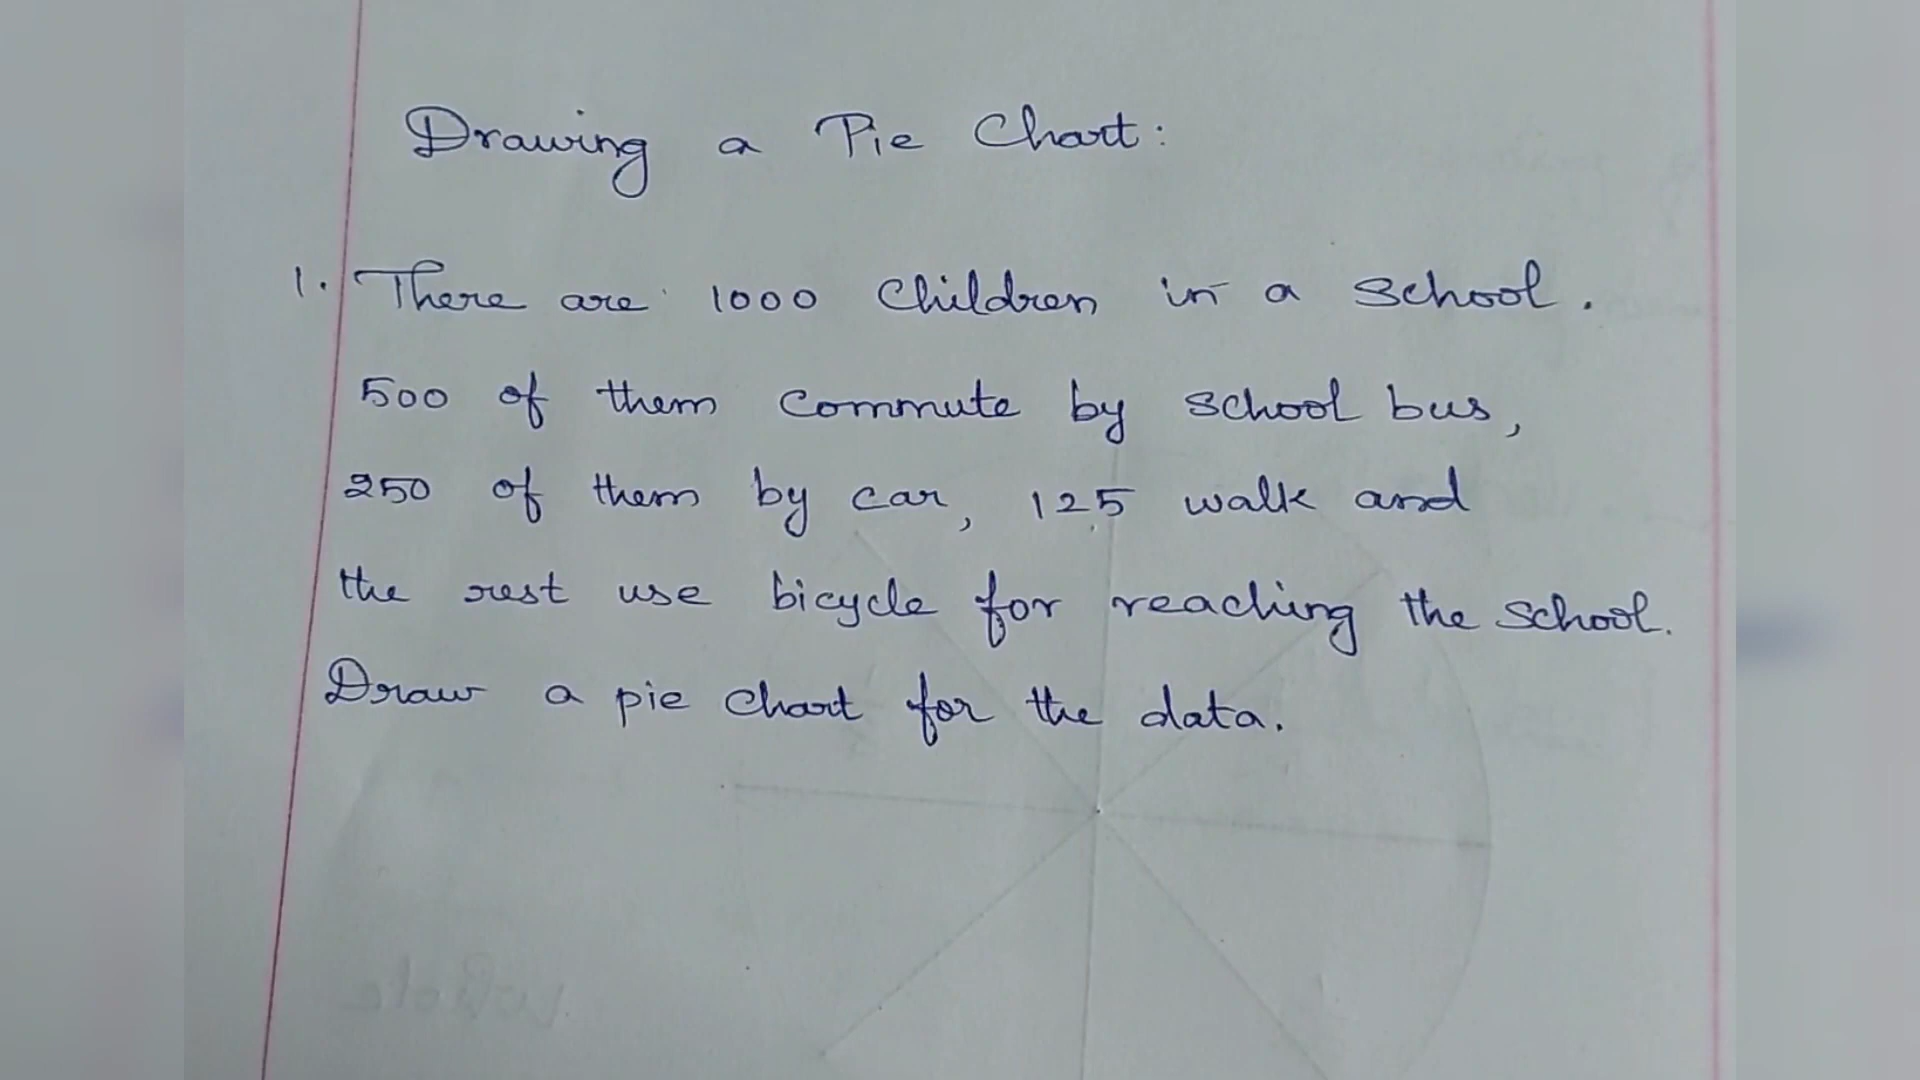 Drawing a Pie Chart:
1. There are 1000 Children in a School.
500 of them commute by school bus,
250 of them by car, 125 walk and
the rest use bicycle for reaching the school.
Draw a pie chart for the data.